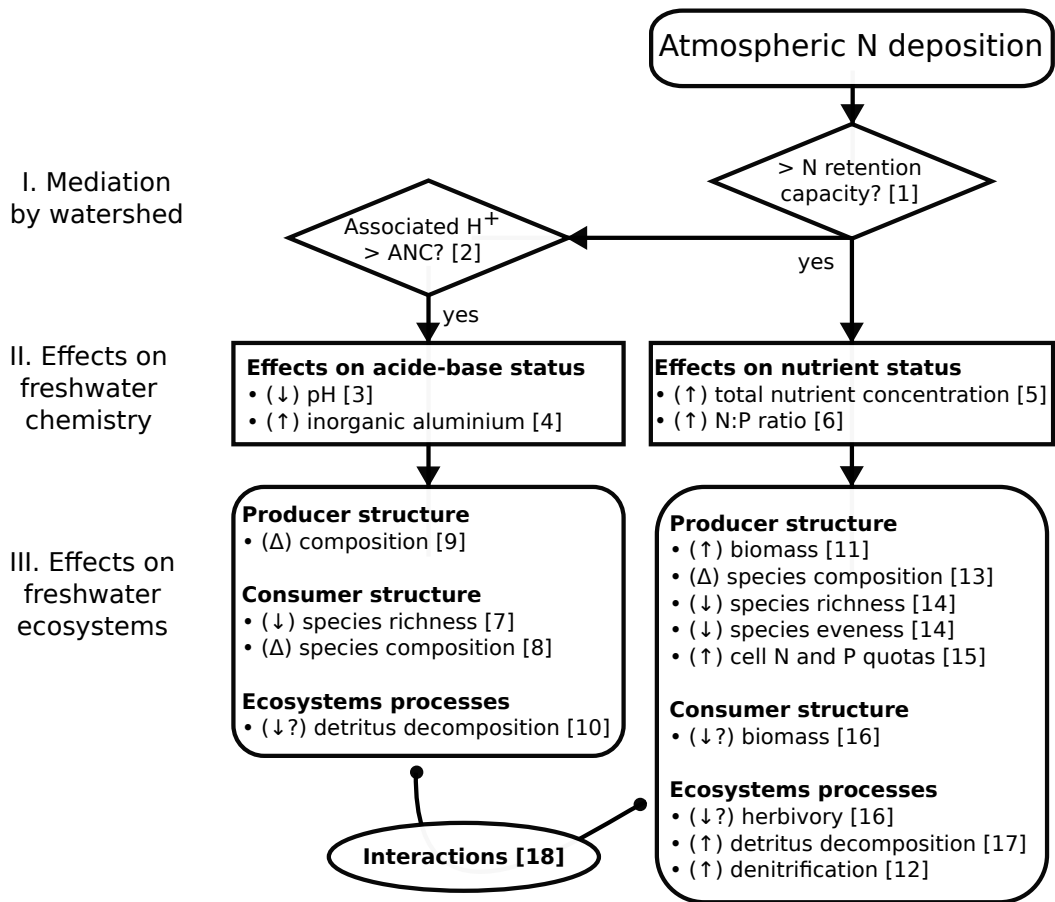 Atmospheric N deposition
I. Mediation
by watershed
> N retention
capacity? [1]
Associated H⁺
> ANC? [2]
yes
yes
II. Effects on
freshwater
chemistry
Effects on acide-base status
• (↓) pH [3]
• (↑) inorganic aluminium [4]
Effects on nutrient status
• (↑) total nutrient concentration [5]
• (↑) N:P ratio [6]
III. Effects on
freshwater
ecosystems
Producer structure
• (Δ) composition [9]
Consumer structure
• (↓) species richness [7]
• (Δ) species composition [8]
Ecosystems processes
• (↓?) detritus decomposition [10]
Producer structure
• (↑) biomass [11]
• (Δ) species composition [13]
• (↓) species richness [14]
• (↓) species eveness [14]
• (↑) cell N and P quotas [15]
Consumer structure
• (↓?) biomass [16]
Ecosystems processes
• (↓?) herbivory [16]
• (↑) detritus decomposition [17]
• (↑) denitrification [12]
Interactions [18]